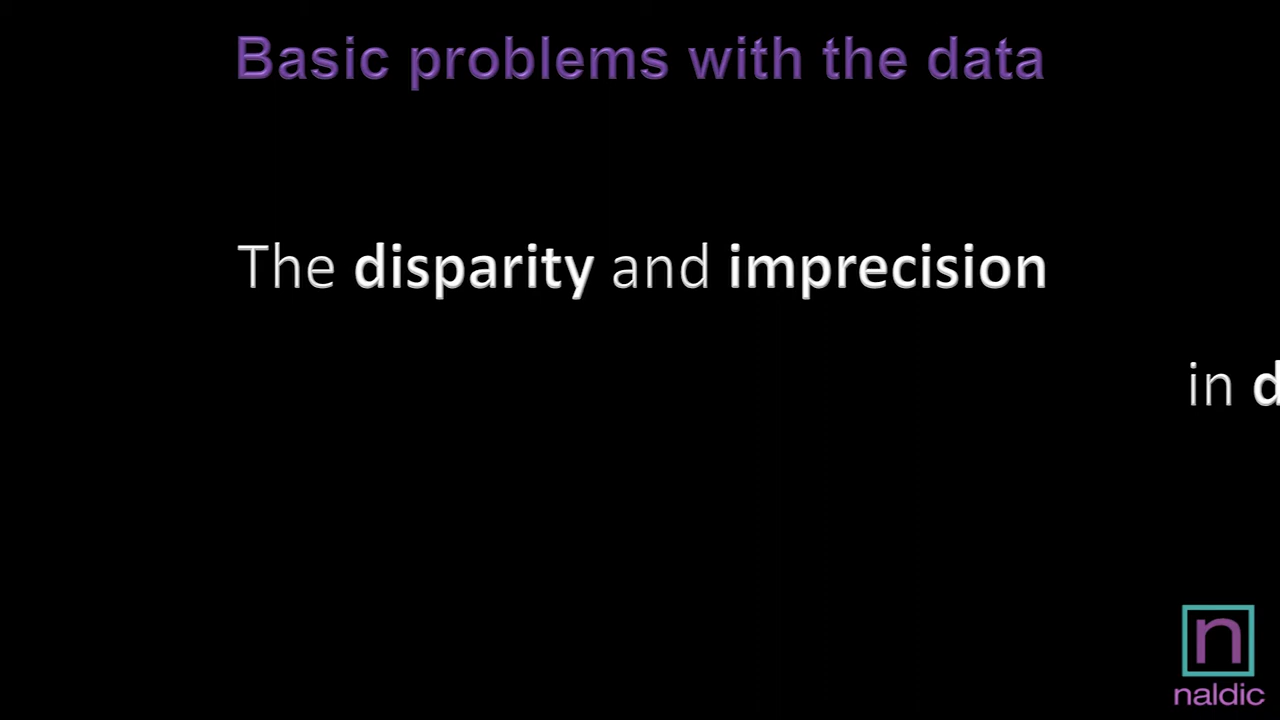 Basic problems with the data
The disparity and imprecision
in
n
naldic